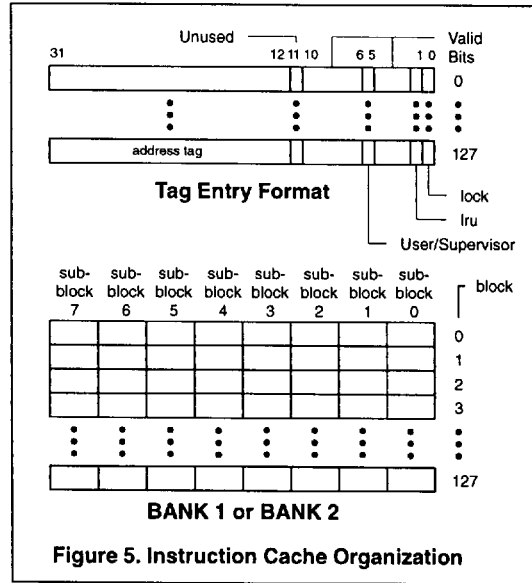 Unused Valid
31 12 11 10 6 5 1 0 Bits
0
address tag 127
Tag Entry Format
lock
lru
User/Supervisor
sub- sub- sub- sub- sub- sub- sub- sub-
block block block block block block block block block
7 6 5 4 3 2 1 0
0
1
2
3
127
BANK 1 or BANK 2
Figure 5. Instruction Cache Organization